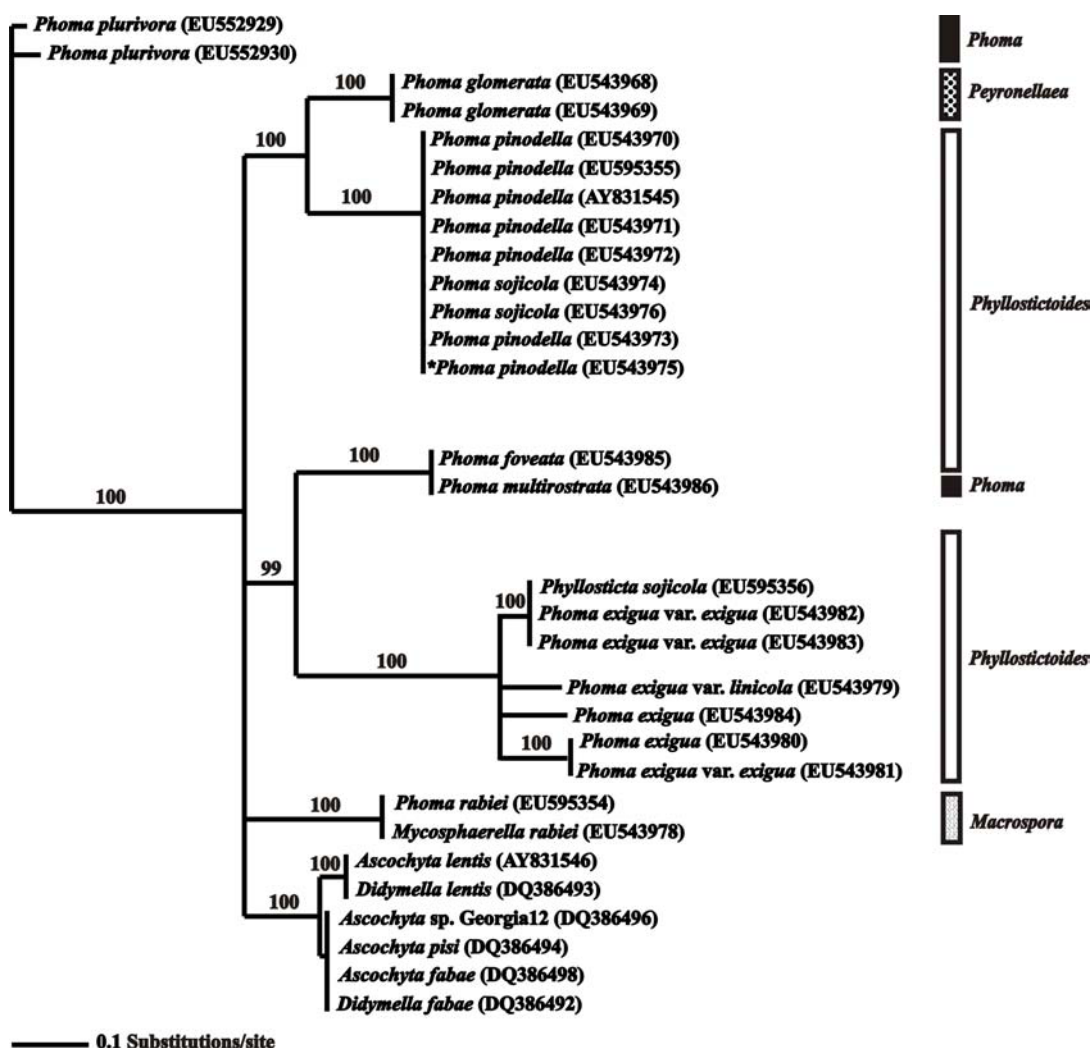 Phoma plurivora (EU552929)
Phoma plurivora (EU552930)
Phoma
100
Phoma glomerata (EU543968)
Phoma glomerata (EU543969)
Peyronellaea
100
100
Phoma pinodella (EU543970)
Phoma pinodella (EU595355)
Phoma pinodella (AY831545)
Phoma pinodella (EU543971)
Phoma pinodella (EU543972)
Phoma sojicola (EU543974)
Phoma sojicola (EU543976)
Phoma pinodella (EU543973)
*Phoma pinodella (EU543975)
Phyllostictoides
100
Phoma foveata (EU543985)
Phoma multirostrata (EU543986)
Phoma
100
99
100
Phyllosticta sojicola (EU595356)
Phoma exigua var. exigua (EU543982)
Phoma exigua var. exigua (EU543983)
100
Phoma exigua var. linicola (EU543979)
Phoma exigua (EU543984)
100
Phoma exigua (EU543980)
Phoma exigua var. exigua (EU543981)
Phyllostictoides
100
Phoma rabiei (EU595354)
Mycosphaerella rabiei (EU543978)
Macrospora
100
Ascochyta lentis (AY831546)
Didymella lentis (DQ386493)
100
Ascochyta sp. Georgia12 (DQ386496)
Ascochyta pisi (DQ386494)
Ascochyta fabae (DQ386498)
Didymella fabae (DQ386492)
0.1 Substitutions/site